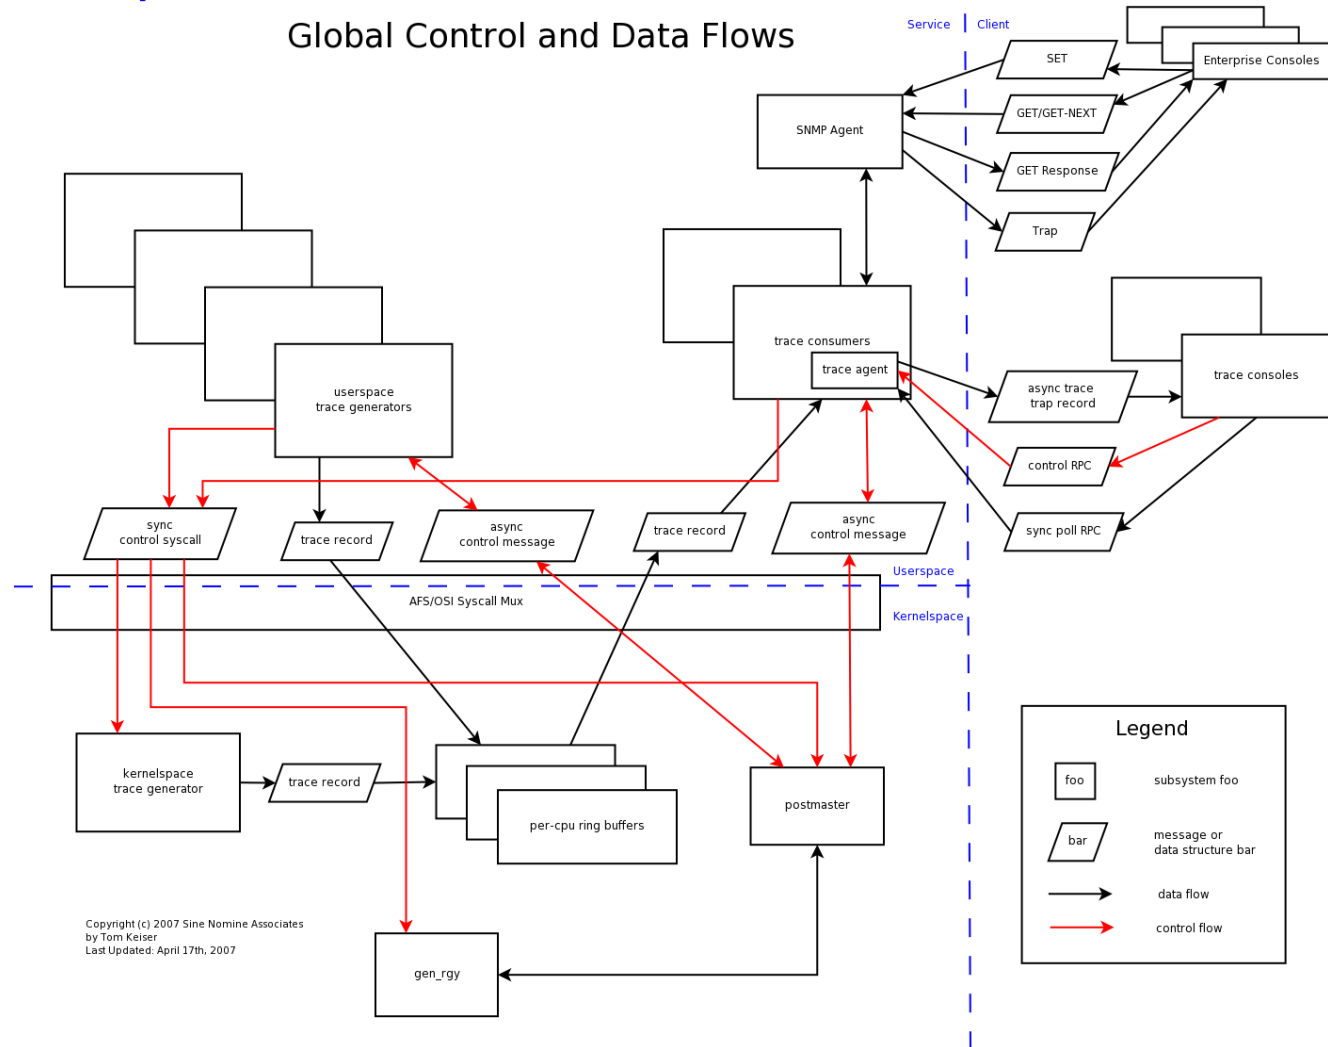 Global Control and Data Flows
Service
Client
SET
Enterprise Consoles
GET/GET-NEXT
SNMP Agent
GET Response
Trap
trace consumers
trace agent
userspace
trace generators
async trace
trap record
trace consoles
control RPC
sync
control syscall
trace record
async
control message
trace record
async
control message
sync poll RPC
Userspace
AFS/OSI Syscall Mux
Kernelspace
kernelspace
trace generator
trace record
per-cpu ring buffers
postmaster
Legend
foo
subsystem foo
bar
message or
data structure bar
data flow
control flow
Copyright (c) 2007 Sine Nomine Associates
by Tom Keiser
Last Updated: April 17th, 2007
gen_rgy